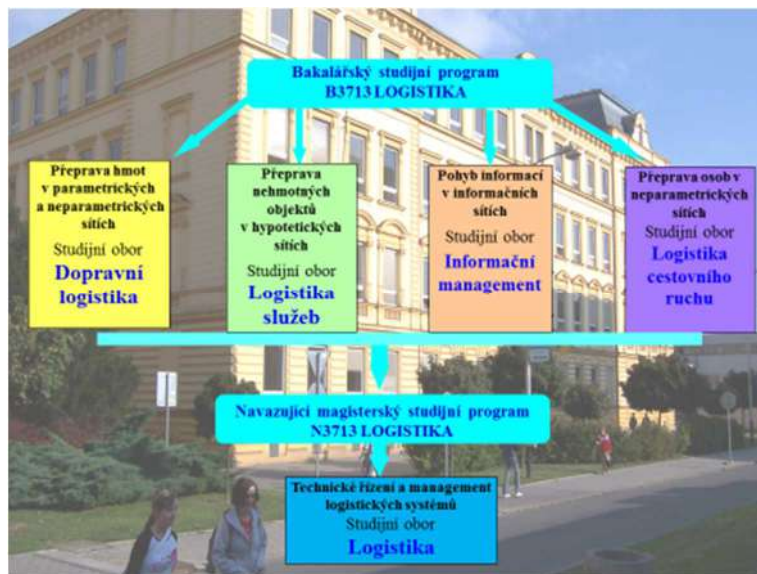 Bakalářský studijní program
B3713 LOGISTIKA
Přeprava hmot
v parametrických
a neparametrických
sítích
Studijní obor
Dopravní
logistika
Přeprava
nehmotných
objektů
v hypotetických
sítích
Studijní obor
Logistika
služeb
Pohyb informací
v informačních
sítích
Studijní obor
Informační
management
Přeprava osob v
neparametrických
sítích
Studijní obor
Logistika
cestovního
ruchu
Navazující magisterský studijní program
N3713 LOGISTIKA
Technické řízení a management
logistických systémů
Studijní obor
Logistika